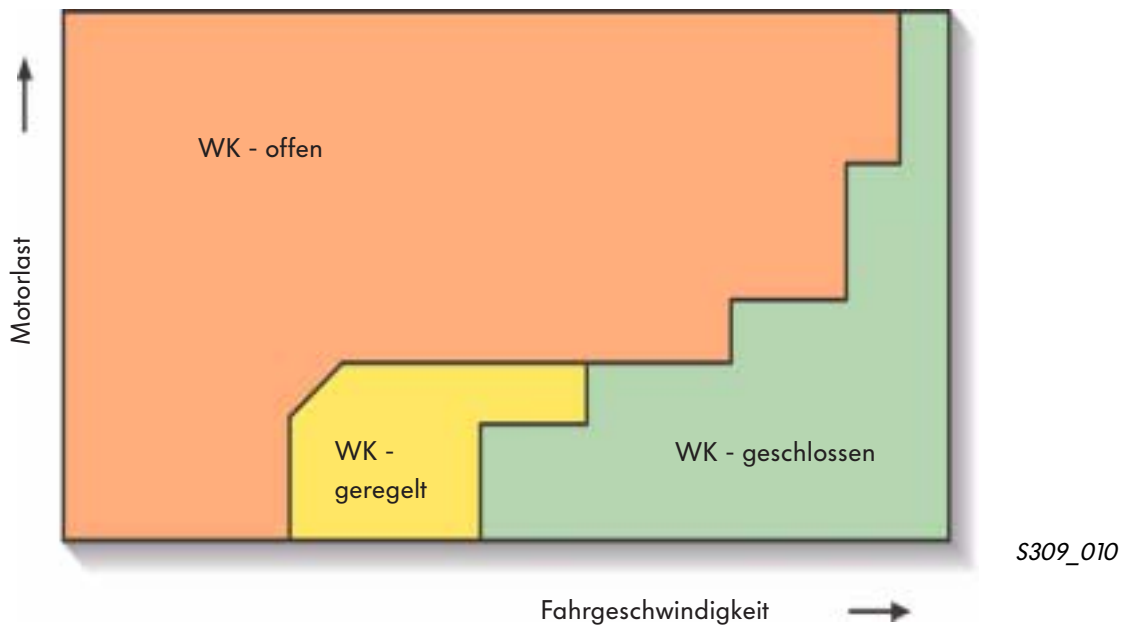 WK - offen
Motorlast
WK -
geregelt
WK - geschlossen
S309_010
Fahrgeschwindigkeit